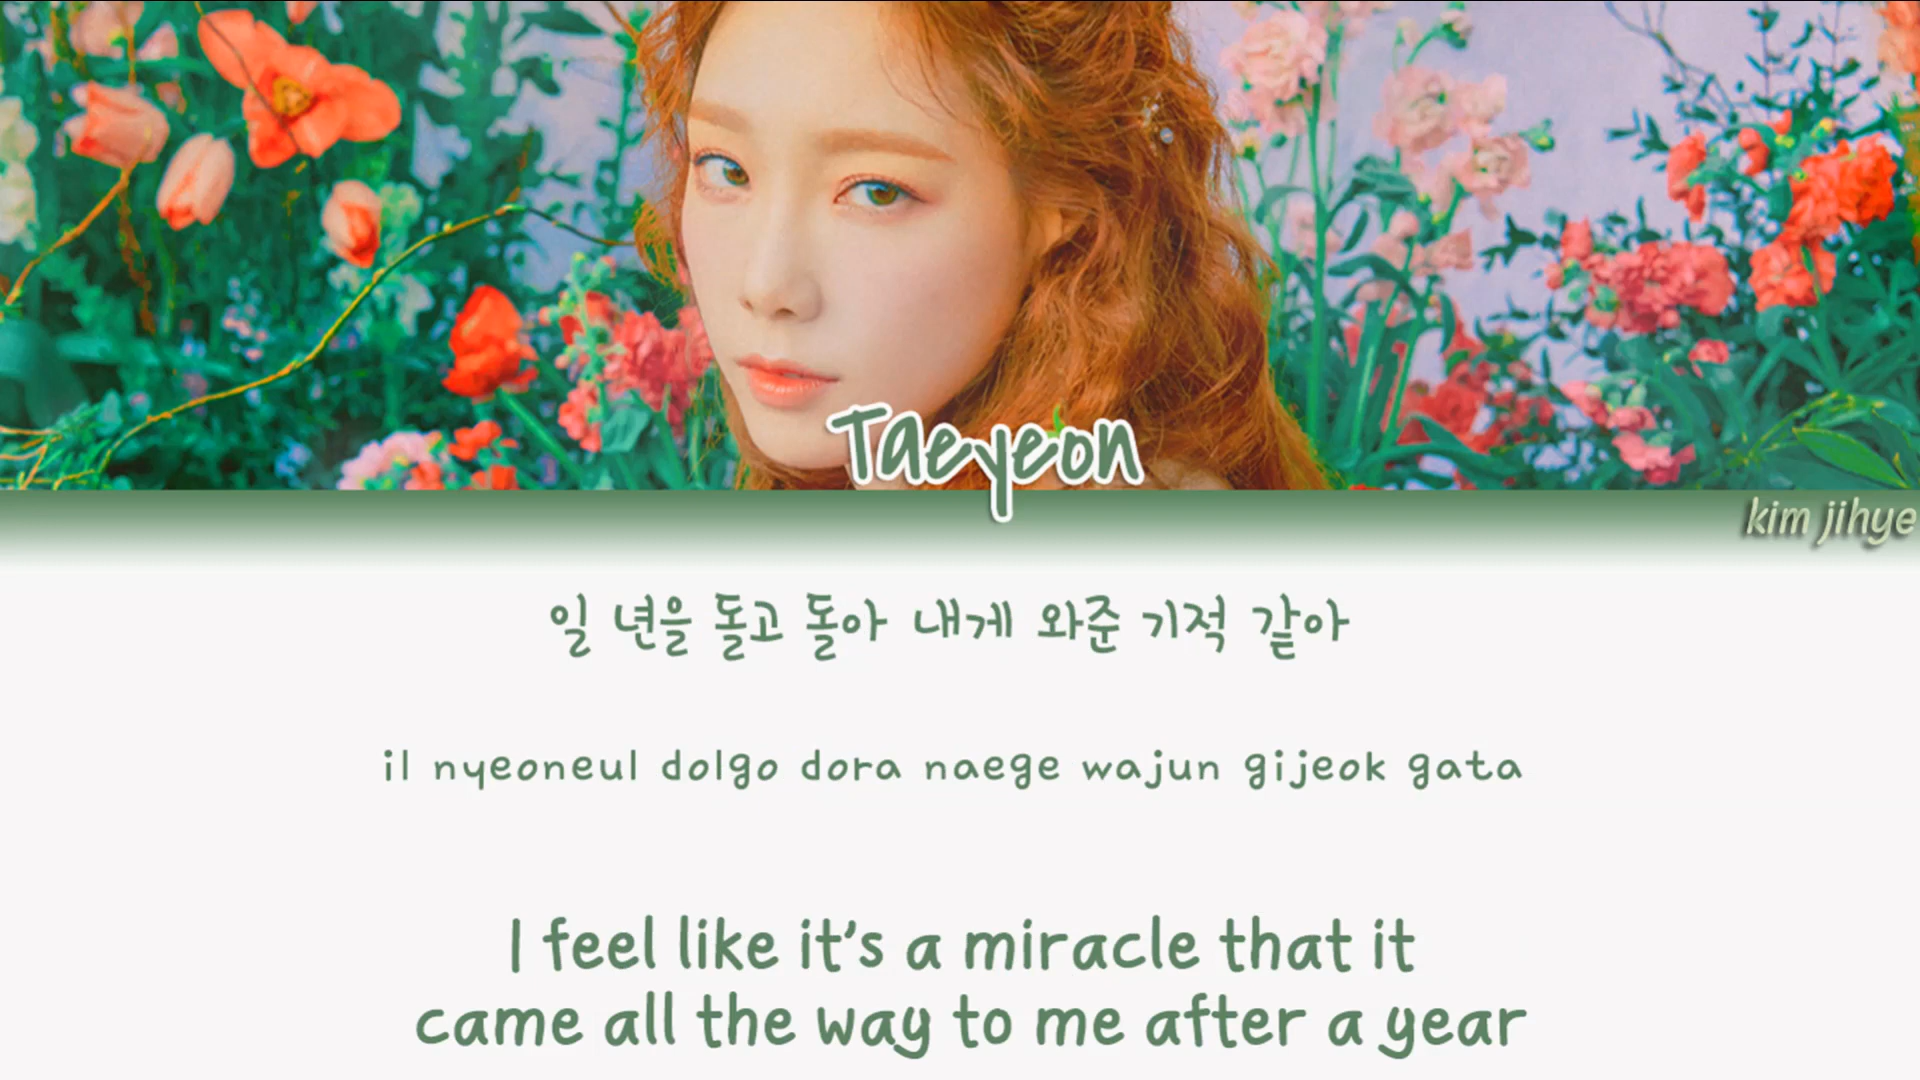 Taeyeon
kim jihye
일 년을 돌고 돌아 내게 와준 기적 같아
il nyeoneul dolgo dora naege wajun gijeok gata
I feel like it's a miracle that it
came all the way to me after a year